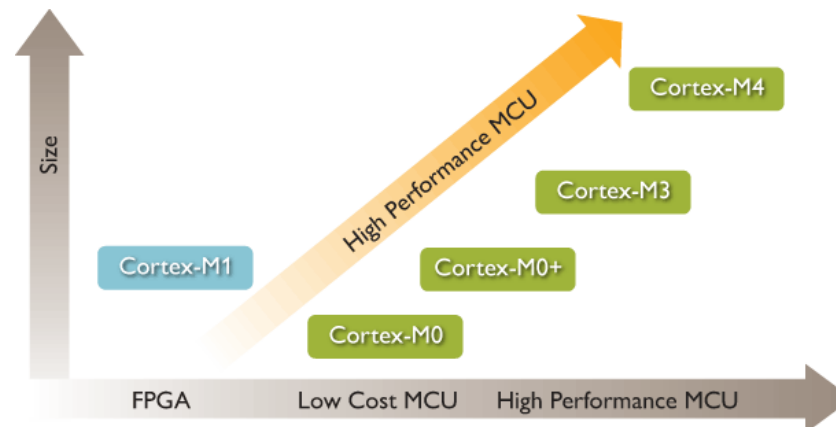 Size
High Performance MCU
Cortex-M4
Cortex-M3
Cortex-M1
Cortex-M0+
Cortex-M0
FPGA
Low Cost MCU
High Performance MCU